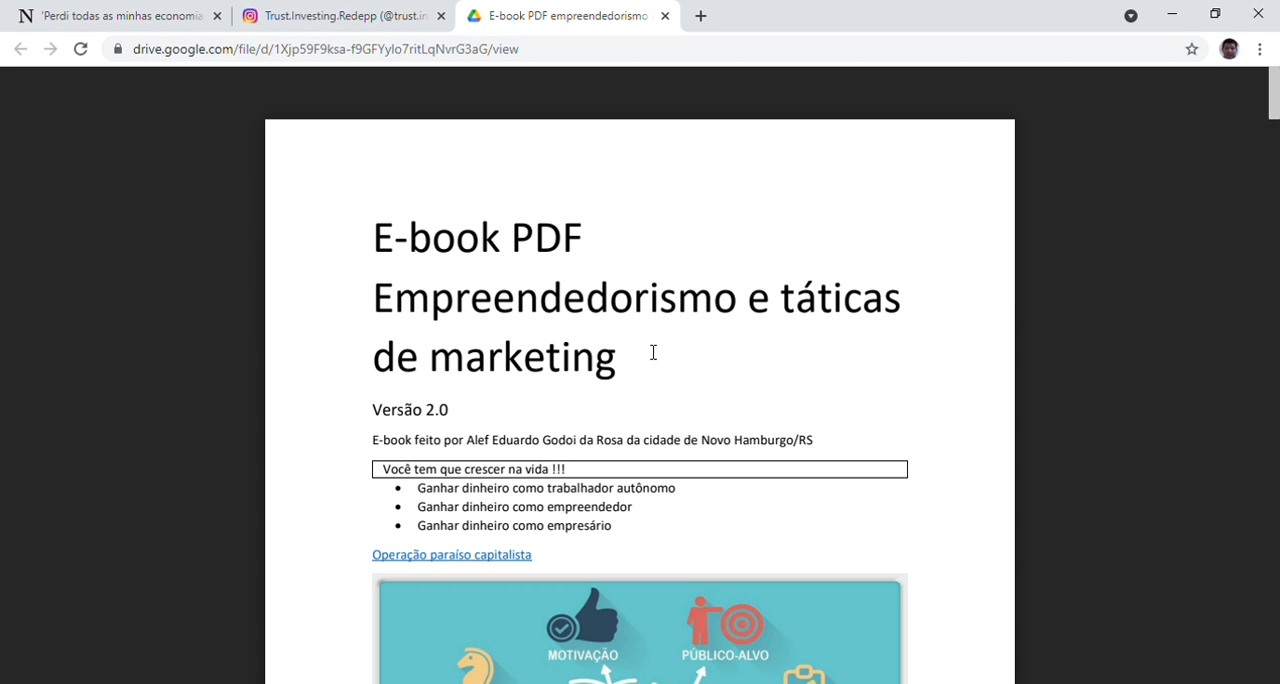 'Perdi todas as minhas economia
Trust.Investing.Redepp (@trust.in
E-book PDF empreendedorismo
drive.google.com/file/d/1Xjp59F9ksa-f9GFYylo7ritLqNvrG3aG/view
E-book PDF
Empreendedorismo e táticas
de marketing
Versão 2.0
E-book feito por Alef Eduardo Godoi da Rosa da cidade de Novo Hamburgo/RS
Você tem que crescer na vida !!!
• Ganhar dinheiro como trabalhador autônomo
• Ganhar dinheiro como empreendedor
• Ganhar dinheiro como empresário
Operação paraíso capitalista
MOTIVAÇÃO
PÚBLICO-ALVO